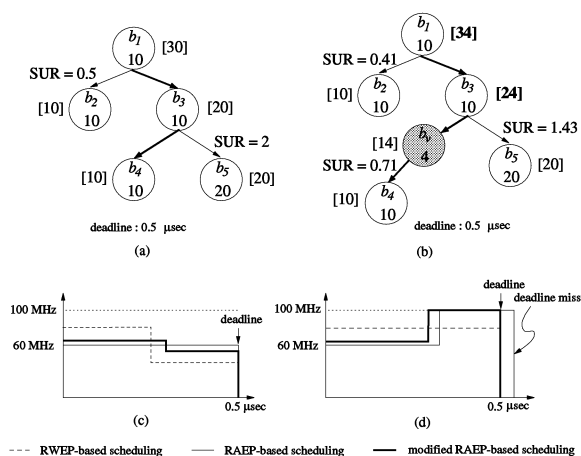 b1
10
[30]
SUR = 0.5
b2
10
[10]
b3
10
[20]
SUR = 2
b4
10
[10]
b5
20
[20]
deadline : 0.5 μsec
(a)
b1
10
[34]
SUR = 0.41
b2
10
[10]
b3
10
[24]
bv
4
[14]
SUR = 1.43
SUR = 0.71
b5
20
[20]
b4
10
[10]
deadline : 0.5 μsec
(b)
100 MHz
60 MHz
deadline
0.5 μsec
(c)
100 MHz
60 MHz
deadline
deadline miss
0.5 μsec
(d)
RWEP-based scheduling
RAEP-based scheduling
modified RAEP-based scheduling